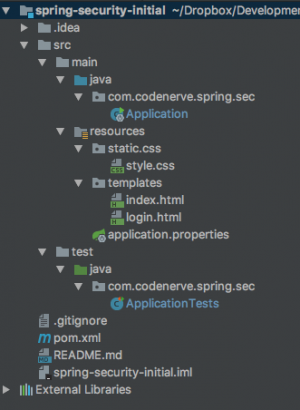 spring-security-initial ~/Dropbox/Developmen
.idea
src
main
java
com.codenerve.spring.sec
Application
resources
static.css
style.css
templates
index.html
login.html
application.properties
test
java
com.codenerve.spring.sec
ApplicationTests
.gitignore
pom.xml
README.md
spring-security-initial.iml
External Libraries